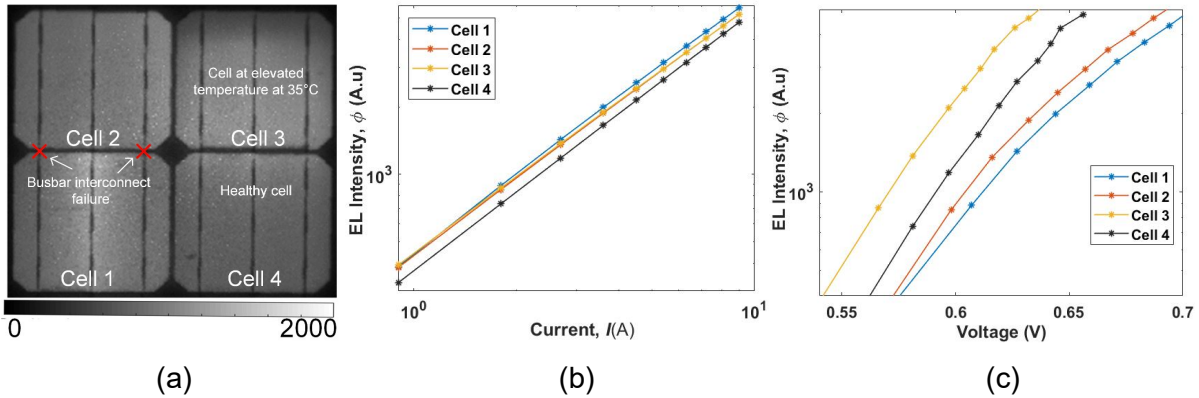 Cell at elevated
temperature at 35°C
Cell 2
Cell 3
Busbar interconnect
failure
Healthy cell
Cell 1
Cell 4
0
2000
(a)
EL Intensity, ϕ (A.u)
10³
Cell 1
Cell 2
Cell 3
Cell 4
10⁰
10¹
Current, I(A)
(b)
EL Intensity, ϕ (A.u)
10³
Cell 1
Cell 2
Cell 3
Cell 4
0.55
0.6
0.65
0.7
Voltage (V)
(c)